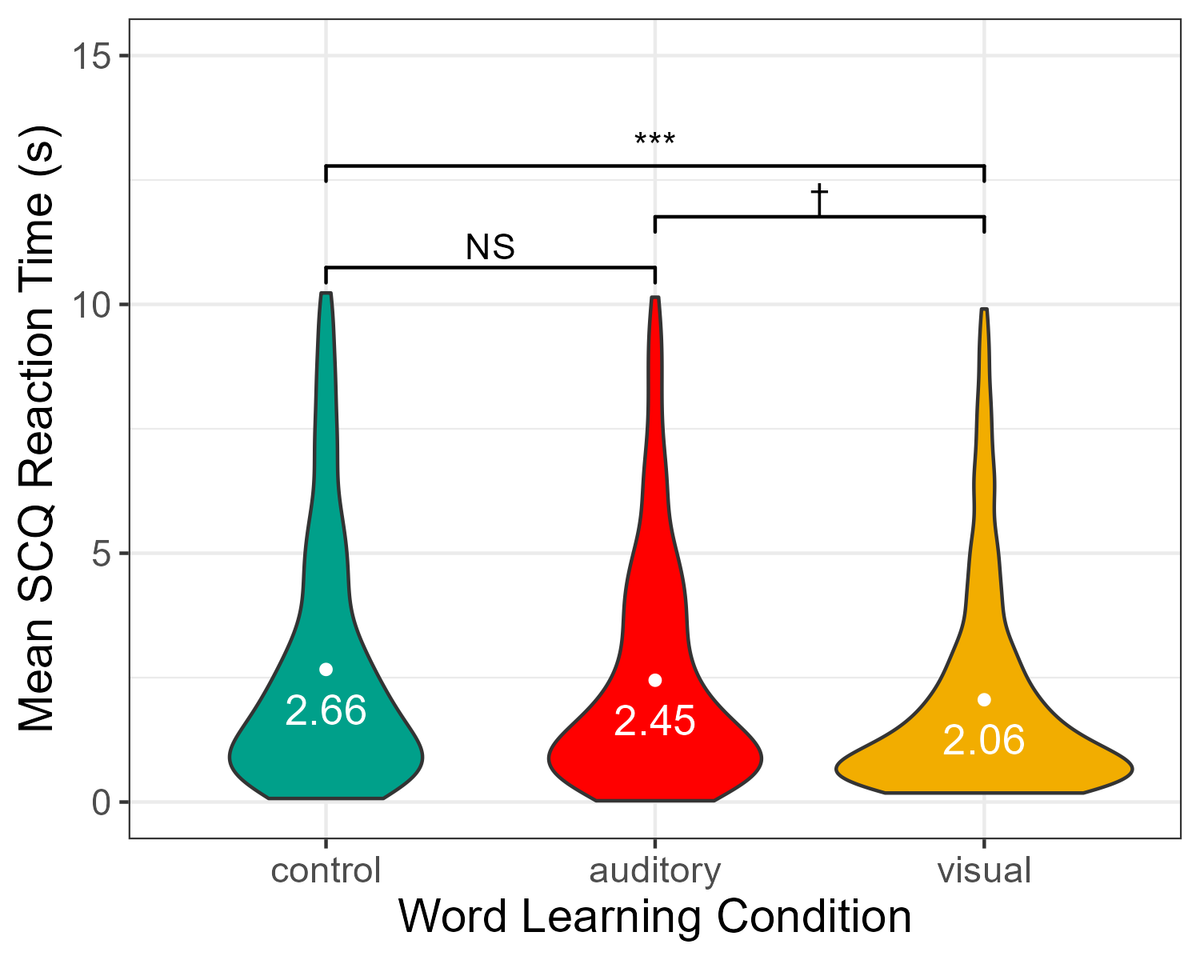 Mean SCQ Reaction Time (s)
15
10
5
0
***
†
NS
2.66
2.45
2.06
control
auditory
visual
Word Learning Condition